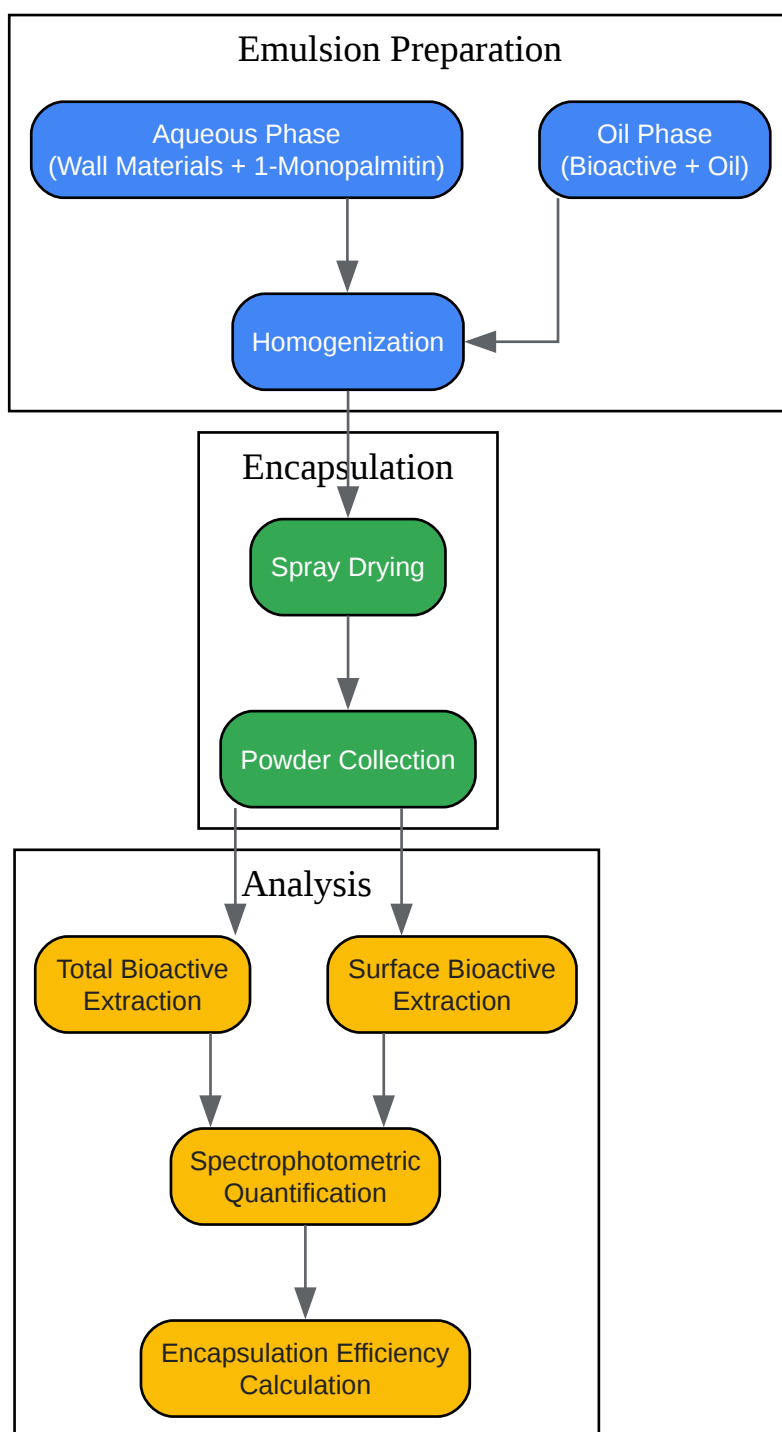 Emulsion Preparation
Aqueous Phase
(Wall Materials + 1-Monopalmitin)
Oil Phase
(Bioactive + Oil)
Homogenization
Encapsulation
Spray Drying
Powder Collection
Analysis
Total Bioactive
Extraction
Surface Bioactive
Extraction
Spectrophotometric
Quantification
Encapsulation Efficiency
Calculation